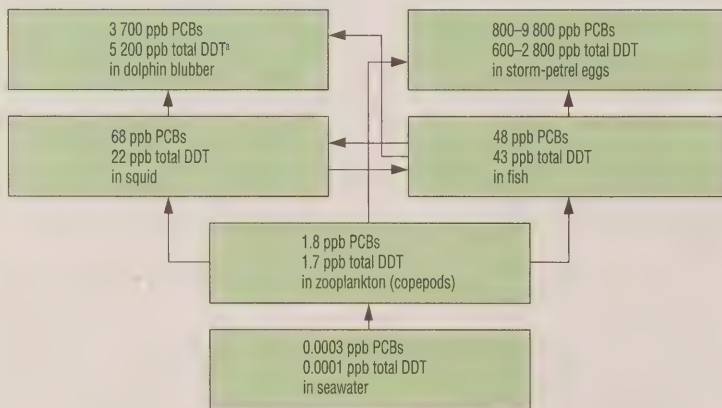 3 700 ppb PCBs
5 200 ppb total DDTª
in dolphin blubber
800–9 800 ppb PCBs
600–2 800 ppb total DDT
in storm-petrel eggs
68 ppb PCBs
22 ppb total DDT
in squid
48 ppb PCBs
43 ppb total DDT
in fish
1.8 ppb PCBs
1.7 ppb total DDT
in zooplankton (copepods)
0.0003 ppb PCBs
0.0001 ppb total DDT
in seawater